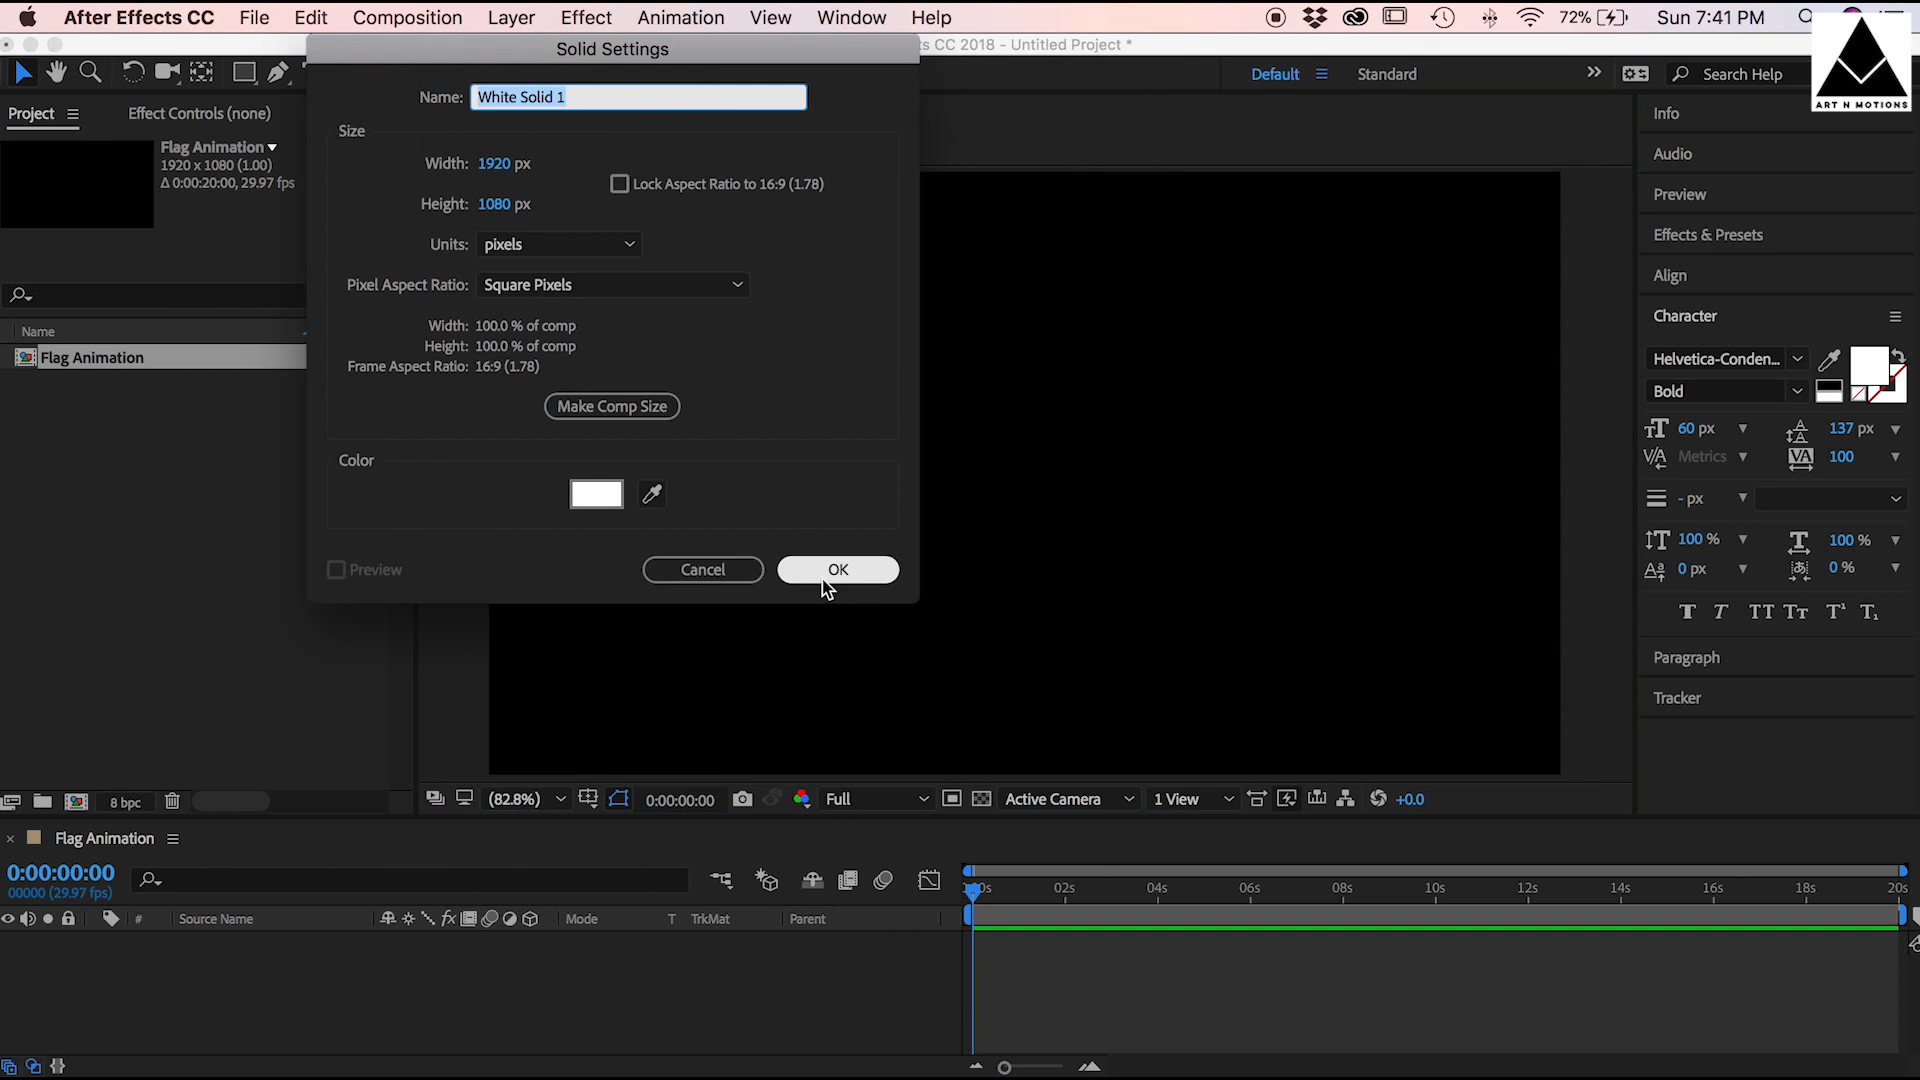 After Effects CC File Edit Composition Layer Effect Animation View Window Help 72% Sun 7:41 PM
Solid Settings
s CC 2018 - Untitled Project *
Default Standard Search Help
ART N MOTIONS
Project Effect Controls (none)
Flag Animation
1920 x 1080 (1.00)
Δ 0:00:20:00, 29.97 fps
Name
Flag Animation
Name: White Solid 1
Size
Width: 1920 px
Lock Aspect Ratio to 16:9 (1.78)
Height: 1080 px
Units: pixels
Pixel Aspect Ratio: Square Pixels
Width: 100.0 % of comp
Height: 100.0 % of comp
Frame Aspect Ratio: 16:9 (1.78)
Make Comp Size
Color
Preview Cancel OK
Info
Audio
Preview
Effects & Presets
Align
Character
Helvetica-Conden...
Bold
60 px 137 px
Metrics 100
- px
100 % 100 %
0 px 0 %
T T TT Tт T¹ T₁
Paragraph
Tracker
8 bpc (82.8%) 0:00:00:00 Full Active Camera 1 View +0.0
Flag Animation
0:00:00:00
00000 (29.97 fps)
# Source Name fx Mode T TrkMat Parent
02s 04s 06s 08s 10s 12s 14s 16s 18s 20s